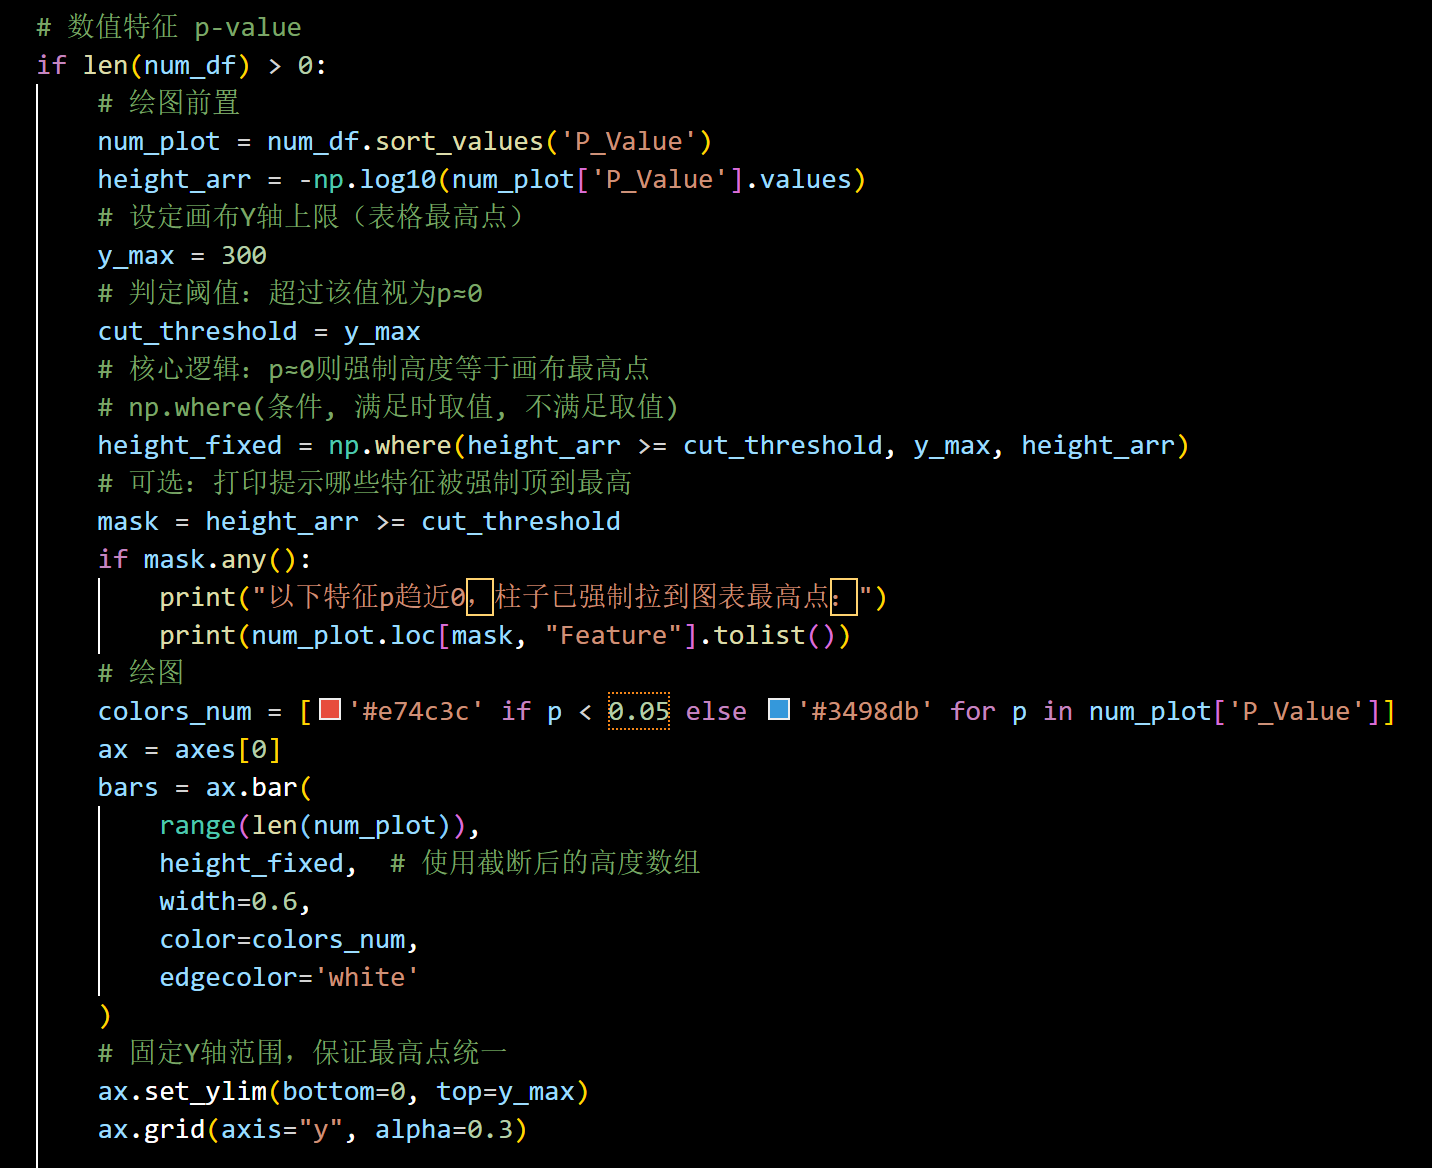 # 数值特征 p-value
if len(num_df) > 0:
    # 绘图前置
    num_plot = num_df.sort_values('P_Value')
    height_arr = -np.log10(num_plot['P_Value'].values)
    # 设定画布Y轴上限（表格最高点）
    y_max = 300
    # 判定阈值：超过该值视为p≈0
    cut_threshold = y_max
    # 核心逻辑：p≈0则强制高度等于画布最高点
    # np.where(条件, 满足时取值, 不满足取值)
    height_fixed = np.where(height_arr >= cut_threshold, y_max, height_arr)
    # 可选：打印提示哪些特征被强制顶到最高
    mask = height_arr >= cut_threshold
    if mask.any():
        print("以下特征p趋近0，柱子已强制拉到图表最高点：")
        print(num_plot.loc[mask, "Feature"].tolist())
    # 绘图
    colors_num = ['#e74c3c' if p < 0.05 else '#3498db' for p in num_plot['P_Value']]
    ax = axes[0]
    bars = ax.bar(
        range(len(num_plot)),
        height_fixed,  # 使用截断后的高度数组
        width=0.6,
        color=colors_num,
        edgecolor='white'
    )
    # 固定Y轴范围，保证最高点统一
    ax.set_ylim(bottom=0, top=y_max)
    ax.grid(axis="y", alpha=0.3)